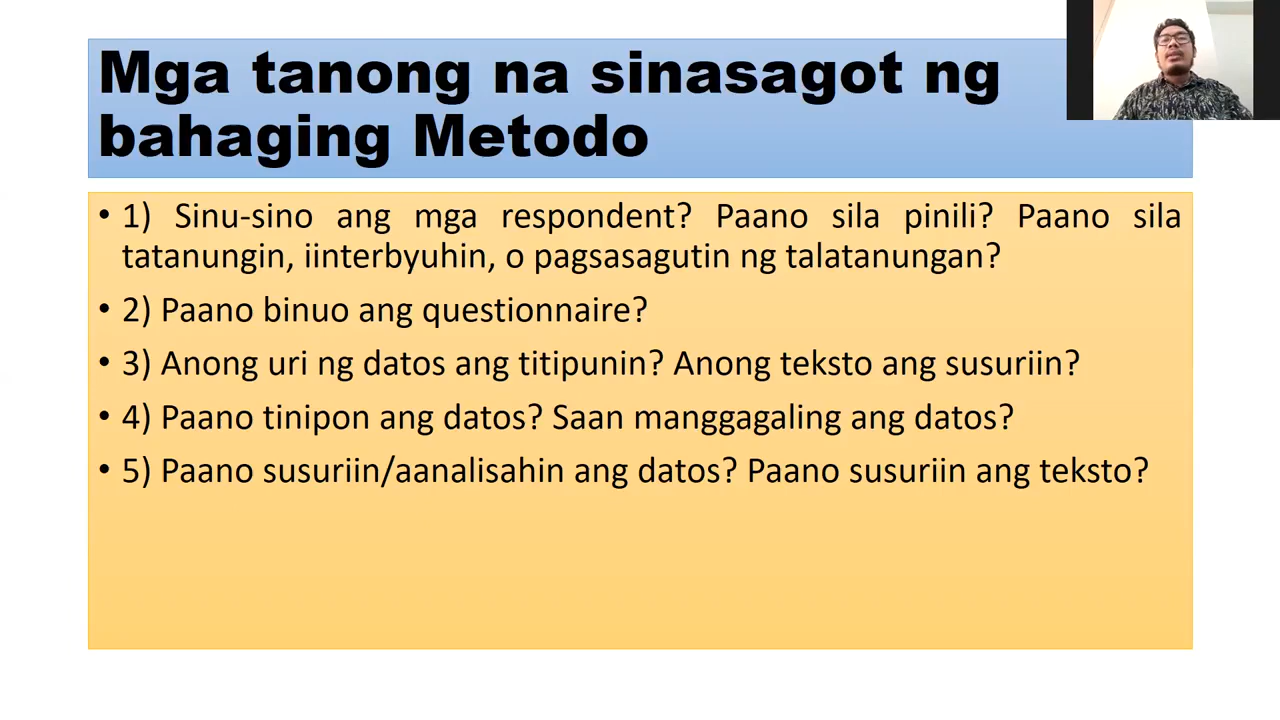 Mga tanong na sinasagot ng
bahaging Metodo
• 1) Sinu-sino ang mga respondent? Paano sila pinili? Paano sila
tatanungin, iinterbyuhin, o pagsasagutin ng talatanungan?
• 2) Paano binuo ang questionnaire?
• 3) Anong uri ng datos ang titipunin? Anong teksto ang susuriin?
• 4) Paano tinipon ang datos? Saan manggagaling ang datos?
• 5) Paano susuriin/aanalisahin ang datos? Paano susuriin ang teksto?